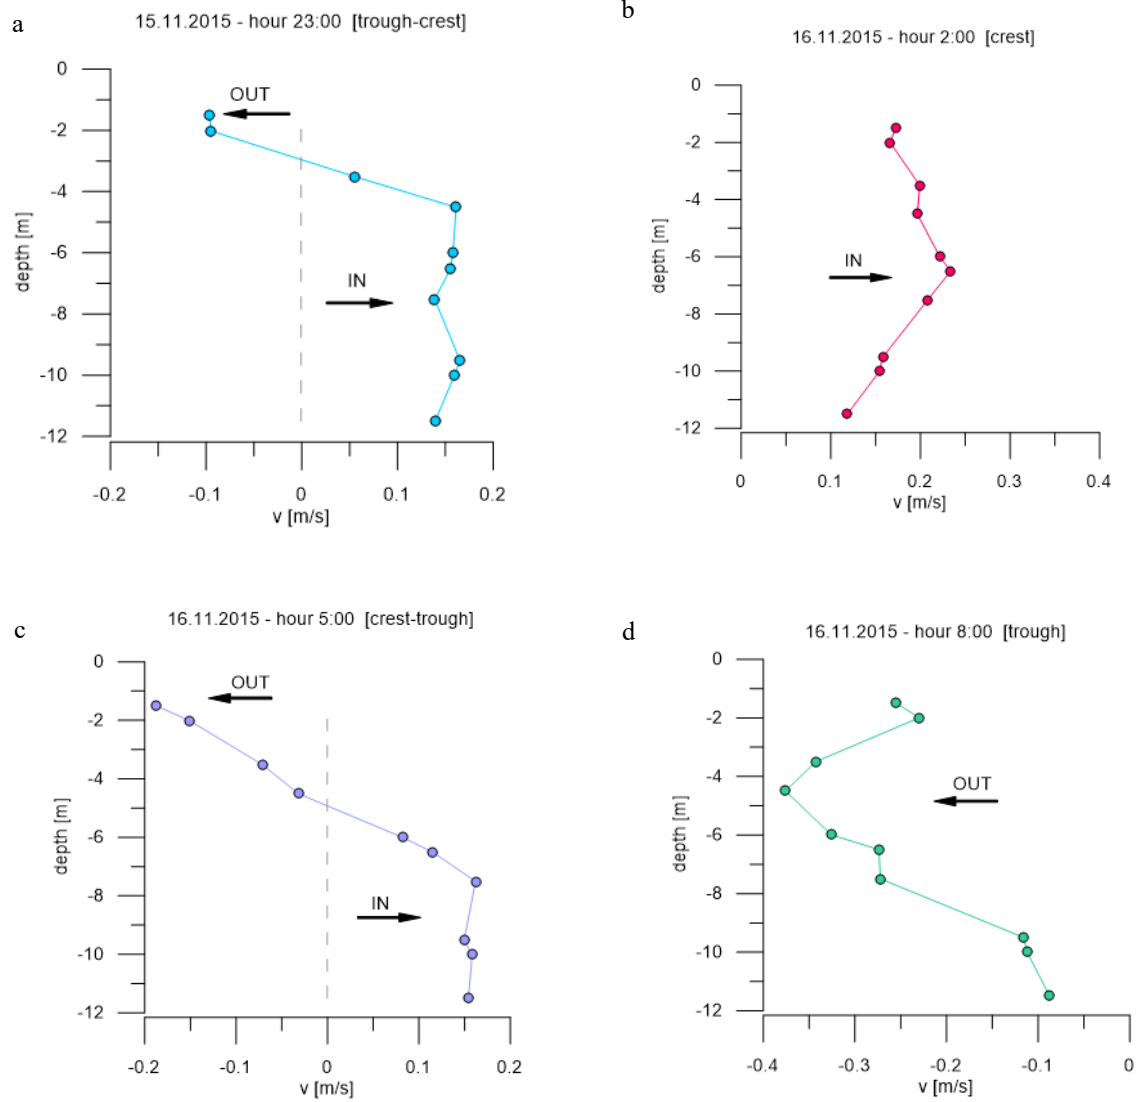 a
15.11.2015 - hour 23:00 [trough-crest]
0
-2
-4
-6
-8
-10
-12
depth [m]
OUT
IN
-0.2 -0.1 0 0.1 0.2
v [m/s]
b
16.11.2015 - hour 2:00 [crest]
0
-2
-4
-6
-8
-10
-12
depth [m]
IN
0 0.1 0.2 0.3 0.4
v [m/s]
c
16.11.2015 - hour 5:00 [crest-trough]
0
-2
-4
-6
-8
-10
-12
depth [m]
OUT
IN
-0.2 -0.1 0 0.1 0.2
v [m/s]
d
16.11.2015 - hour 8:00 [trough]
0
-2
-4
-6
-8
-10
-12
depth [m]
OUT
-0.4 -0.3 -0.2 -0.1 0
v [m/s]